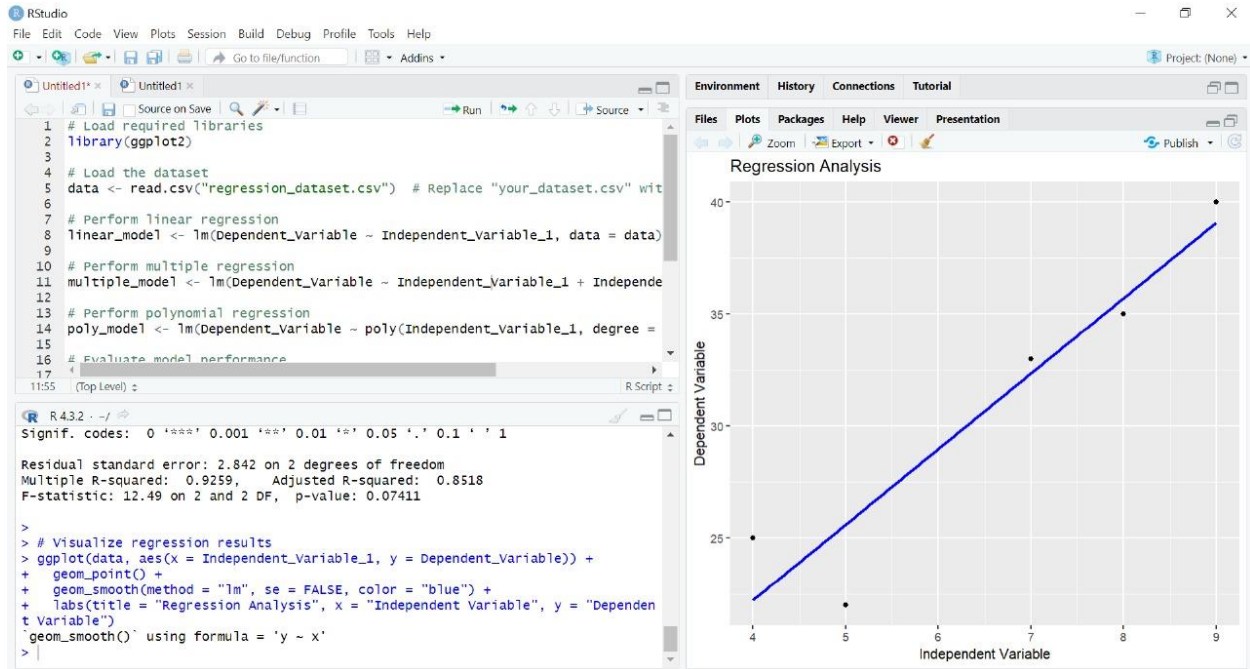 RStudio
File Edit Code View Plots Session Build Debug Profile Tools Help
Go to file/function Addins
Project: (None)
Untitled1* Untitled1
Source on Save Run Source
1 # Load required libraries
2 library(ggplot2)
3
4 # Load the dataset
5 data <- read.csv("regression_dataset.csv") # Replace "your_dataset.csv" wit
6
7 # Perform linear regression
8 linear_model <- lm(Dependent_Variable ~ Independent_Variable_1, data = data)
9
10 # Perform multiple regression
11 multiple_model <- lm(Dependent_Variable ~ Independent_Variable_1 + Independe
12
13 # Perform polynomial regression
14 poly_model <- lm(Dependent_Variable ~ poly(Independent_Variable_1, degree =
15
16 # Evaluate model performance
17
11:55 (Top Level) R Script
R 4.3.2 · ~/
Signif. codes: 0 '***' 0.001 '**' 0.01 '*' 0.05 '.' 0.1 ' ' 1
Residual standard error: 2.842 on 2 degrees of freedom
Multiple R-squared: 0.9259, Adjusted R-squared: 0.8518
F-statistic: 12.49 on 2 and 2 DF, p-value: 0.07411
>
> # Visualize regression results
> ggplot(data, aes(x = Independent_Variable_1, y = Dependent_Variable)) +
+ geom_point() +
+ geom_smooth(method = "lm", se = FALSE, color = "blue") +
+ labs(title = "Regression Analysis", x = "Independent Variable", y = "Dependen
t Variable")
`geom_smooth()` using formula = 'y ~ x'
>
Environment History Connections Tutorial
Files Plots Packages Help Viewer Presentation
Zoom Export Publish
Regression Analysis
40
35
30
25
Dependent Variable
4 5 6 7 8 9
Independent Variable